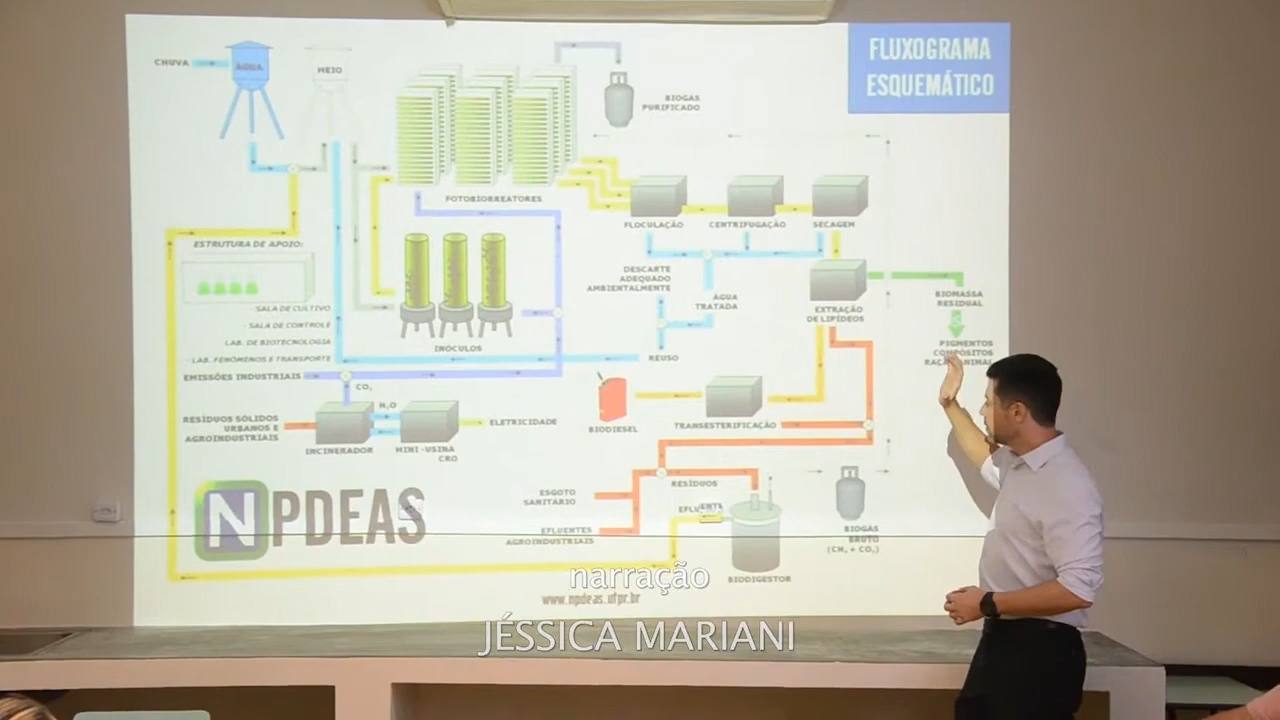 FLUXOGRAMA
ESQUEMÁTICO
CHUVA
ÁGUA
MEIO
BIOGAS
PURIFICADO
FOTOBIORREATORES
FLOCULAÇÃO
CENTRIFUGAÇÃO
SECAGEM
ESTRUTURA DE APOIO:
SALA DE CULTIVO
- SALA DE CONTROLE
LAB. DE BIOTECNOLOGIA
- LAB. FENÔMENOS E TRANSPORTE
DESCARTE
ADEQUADO
AMBIENTALMENTE
ÁGUA
TRATADA
EXTRAÇÃO
DE LIPÍDEOS
BIOMASSA
RESIDUAL
PIGMENTOS
COMPÓSITOS
RAÇÃO ANIMAL
INÓCULOS
REUSO
EMISSÕES INDUSTRIAIS
CO₂
H₂O
RESÍDUOS SÓLIDOS
URBANOS E
AGROINDUSTRIAIS
INCINERADOR
MINI -USINA
CRO
ELETRICIDADE
BIODIESEL
TRANSESTERIFICAÇÃO
RESÍDUOS
ESGOTO
SANITÁRIO
EFLUENTES
AGROINDUSTRIAIS
EFLUENTE
BIODIGESTOR
BIOGÁS
BRUTO
(CH₄ + CO₂)
NPDEAS
www.npdeas.ufpr.br
narração
JÉSSICA MARIANI